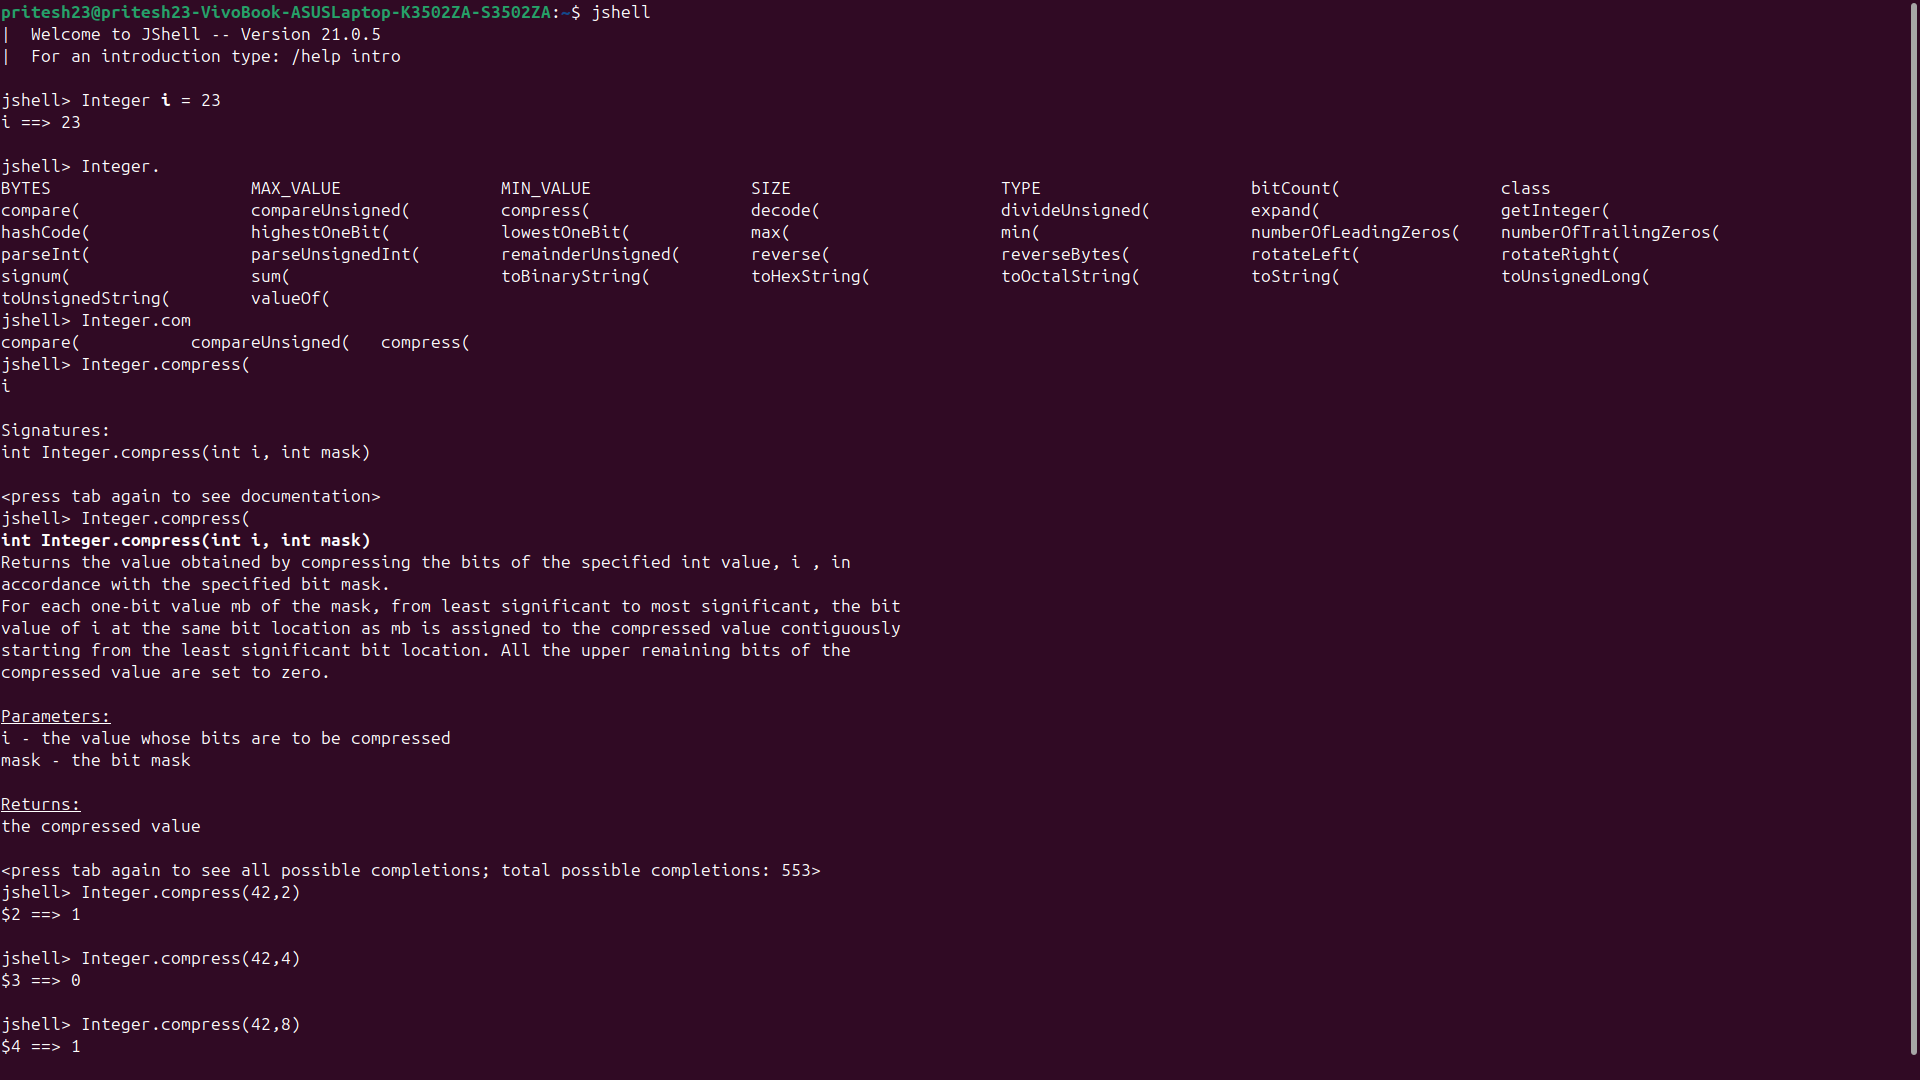 pritesh23@pritesh23-VivoBook-ASUSLaptop-K3502ZA-S3502ZA:~$ jshell
|  Welcome to JShell -- Version 21.0.5
|  For an introduction type: /help intro
jshell> Integer i = 23
i ==> 23
jshell> Integer.
BYTES                    MAX_VALUE                MIN_VALUE                SIZE                     TYPE                     bitCount(                class
compare(                 compareUnsigned(         compress(                decode(                  divideUnsigned(          expand(                  getInteger(
hashCode(                highestOneBit(           lowestOneBit(            max(                     min(                     numberOfLeadingZeros(    numberOfTrailingZeros(
parseInt(                parseUnsignedInt(        remainderUnsigned(       reverse(                 reverseBytes(            rotateLeft(              rotateRight(
signum(                  sum(                     toBinaryString(          toHexString(             toOctalString(           toString(                toUnsignedLong(
toUnsignedString(        valueOf(
jshell> Integer.com
compare(           compareUnsigned(   compress(
jshell> Integer.compress(
i
Signatures:
int Integer.compress(int i, int mask)
<press tab again to see documentation>
jshell> Integer.compress(
int Integer.compress(int i, int mask)
Returns the value obtained by compressing the bits of the specified int value, i , in
accordance with the specified bit mask.
For each one-bit value mb of the mask, from least significant to most significant, the bit
value of i at the same bit location as mb is assigned to the compressed value contiguously
starting from the least significant bit location. All the upper remaining bits of the
compressed value are set to zero.
Parameters:
i - the value whose bits are to be compressed
mask - the bit mask
Returns:
the compressed value
<press tab again to see all possible completions; total possible completions: 553>
jshell> Integer.compress(42,2)
$2 ==> 1
jshell> Integer.compress(42,4)
$3 ==> 0
jshell> Integer.compress(42,8)
$4 ==> 1